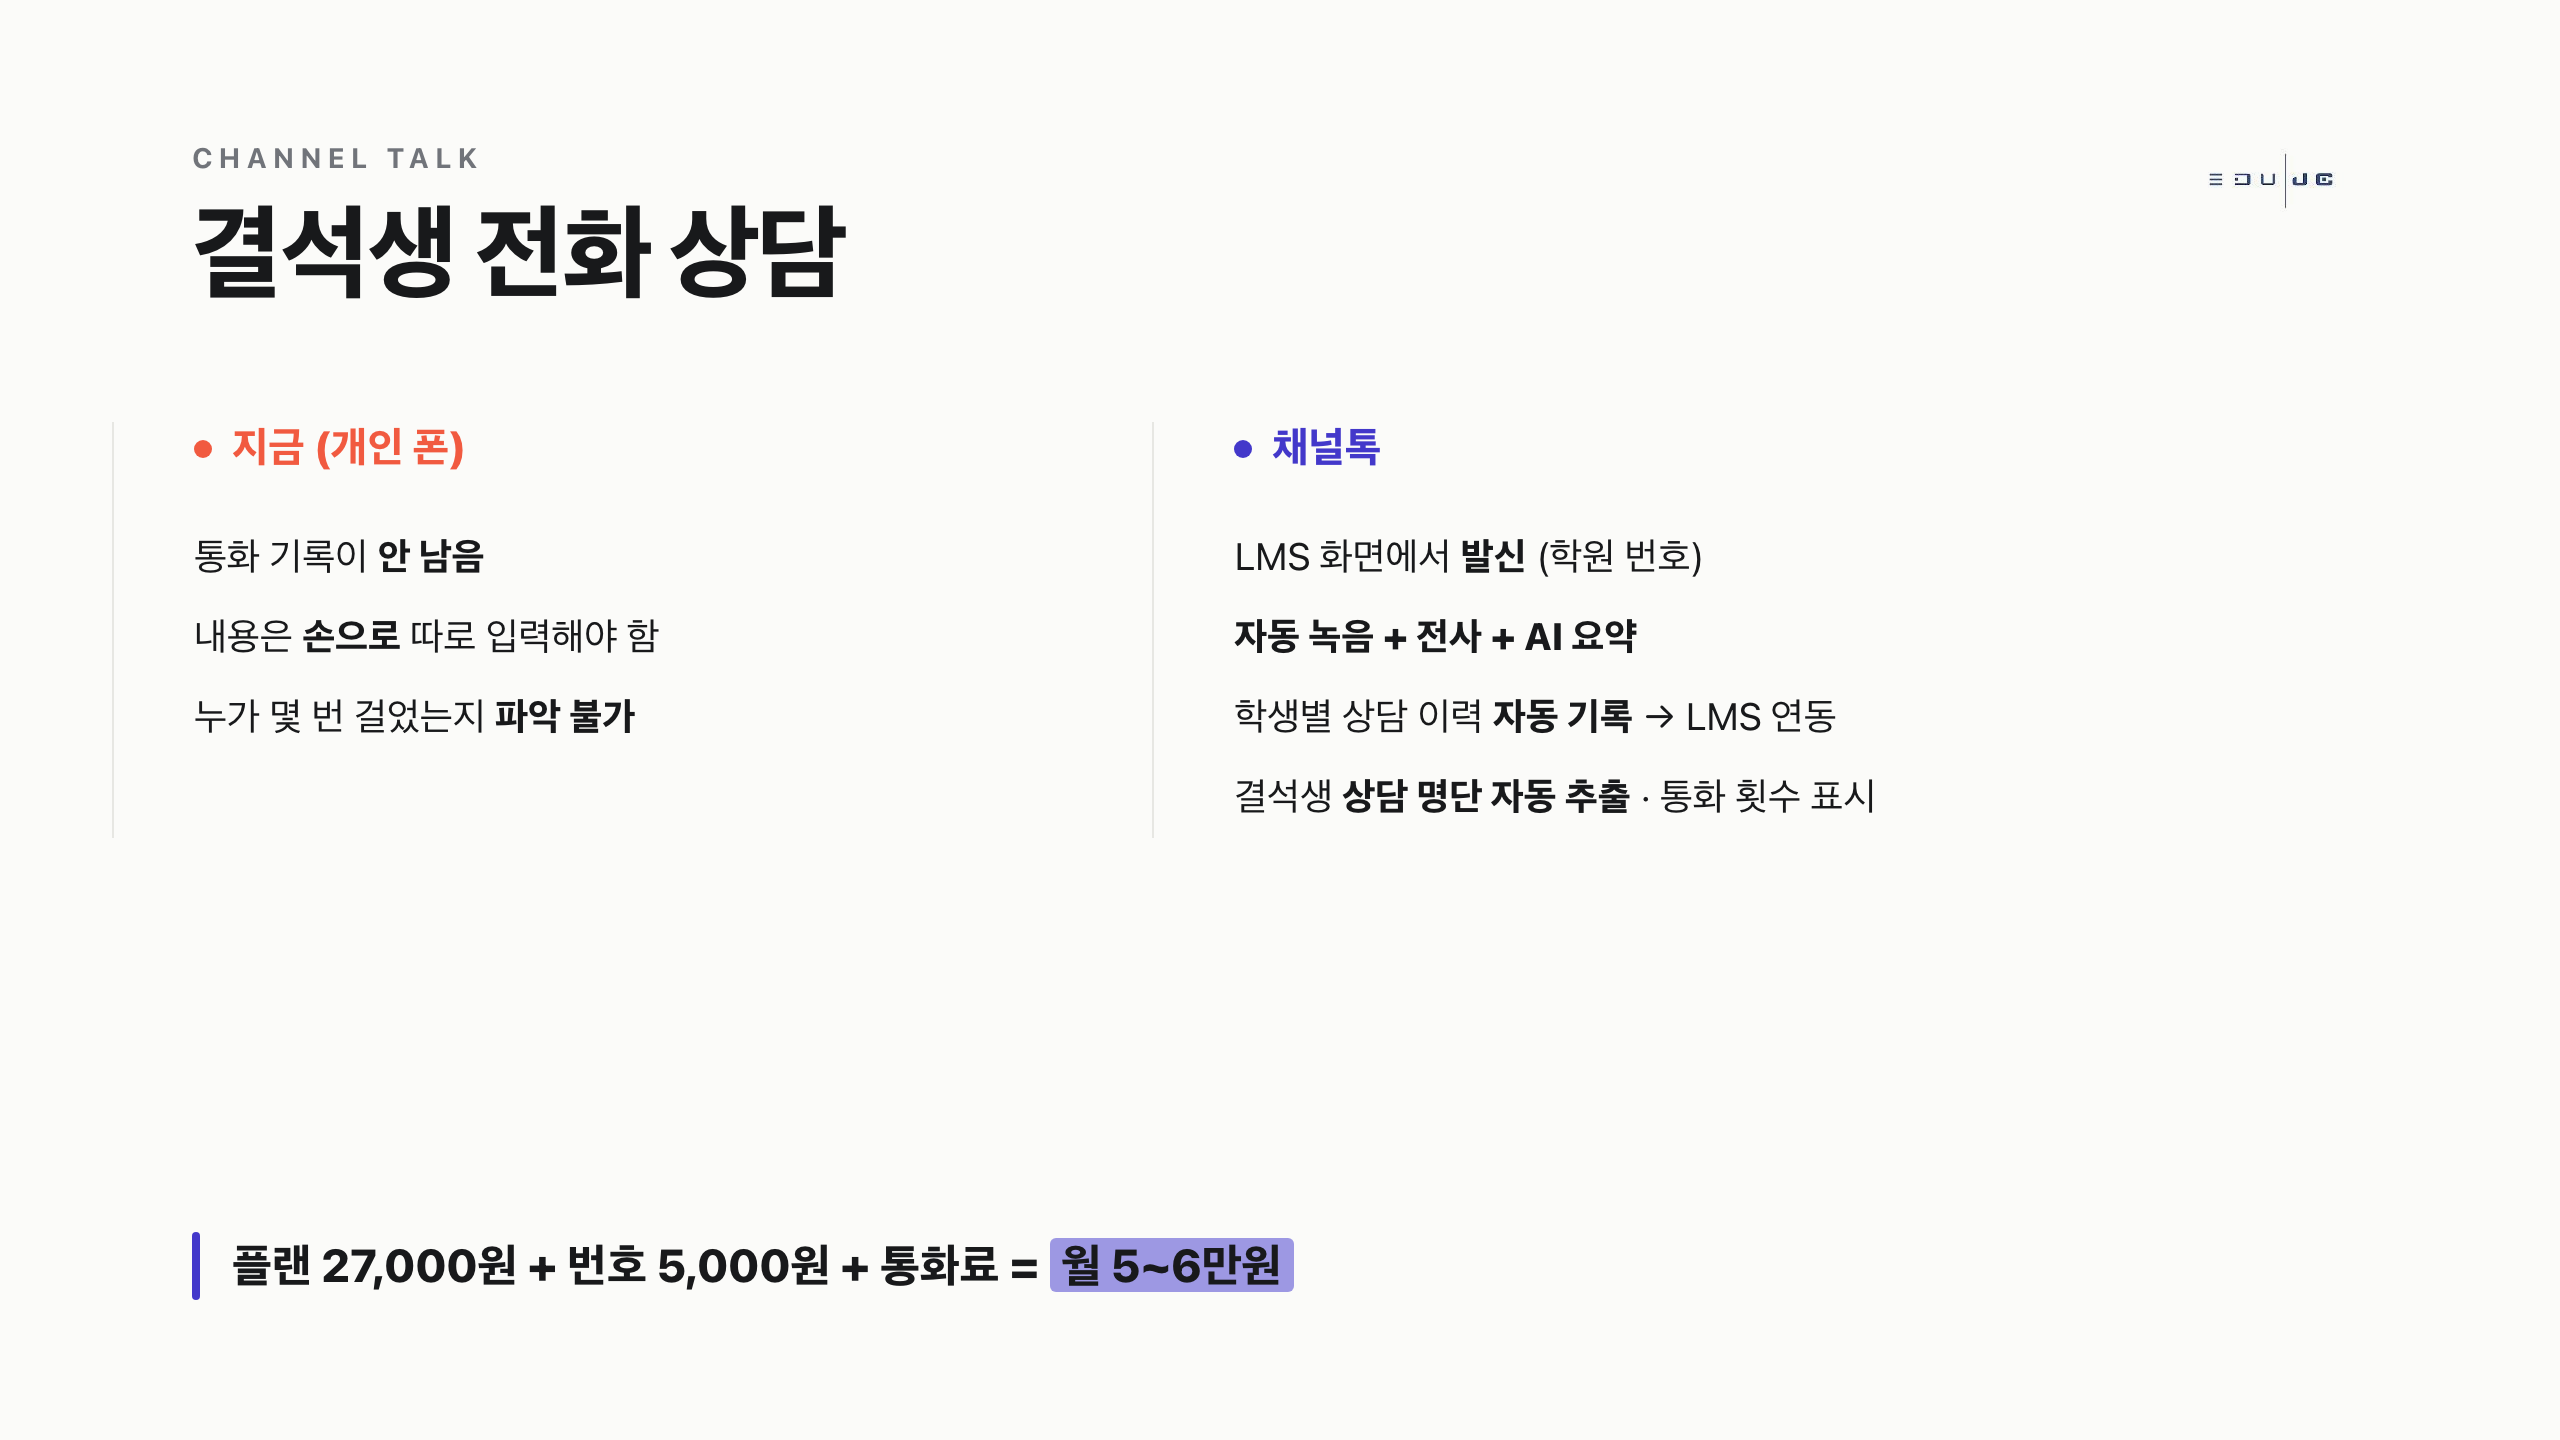 CHANNEL TALK
EDU JC
결석생 전화 상담
지금 (개인 폰)
통화 기록이 안 남음
내용은 손으로 따로 입력해야 함
누가 몇 번 걸었는지 파악 불가
채널톡
LMS 화면에서 발신 (학원 번호)
자동 녹음 + 전사 + AI 요약
학생별 상담 이력 자동 기록 → LMS 연동
결석생 상담 명단 자동 추출 · 통화 횟수 표시
플랜 27,000원 + 번호 5,000원 + 통화료 = 월 5~6만원